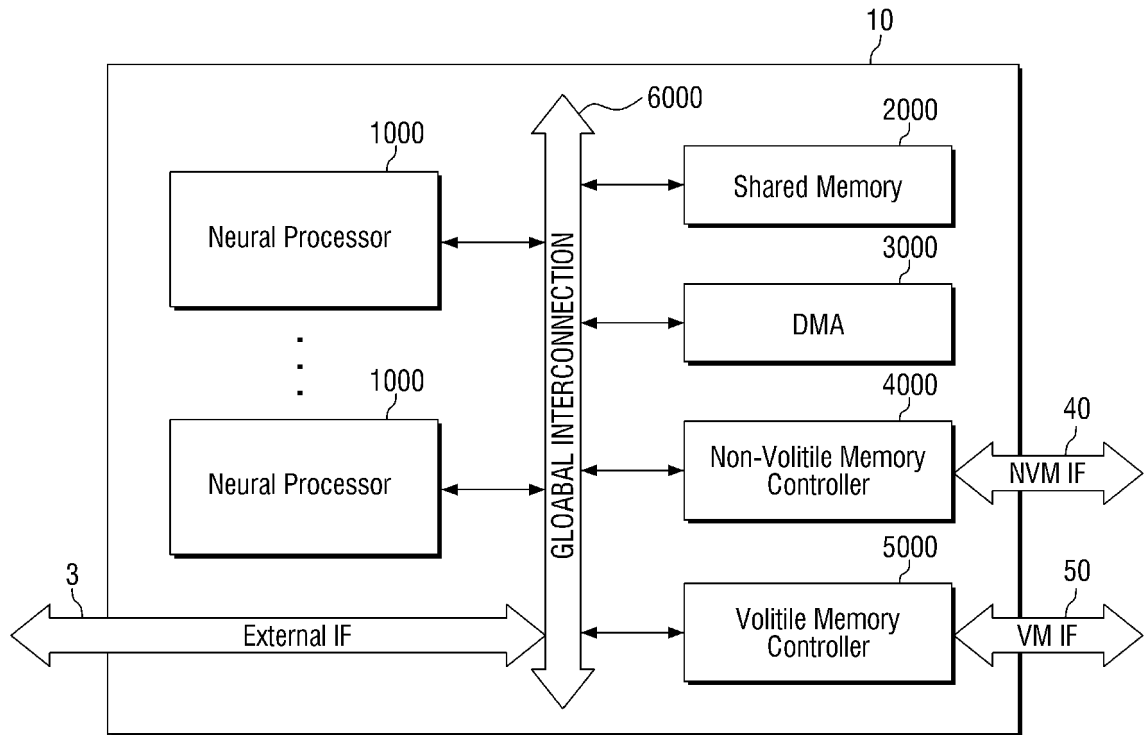 10
6000
1000
Neural Processor
2000
Shared Memory
3000
DMA
1000
Neural Processor
GLOABAL INTERCONNECTION
4000
Non-Volitile Memory
Controller
40
NVM IF
5000
Volitile Memory
Controller
50
VM IF
3
External IF